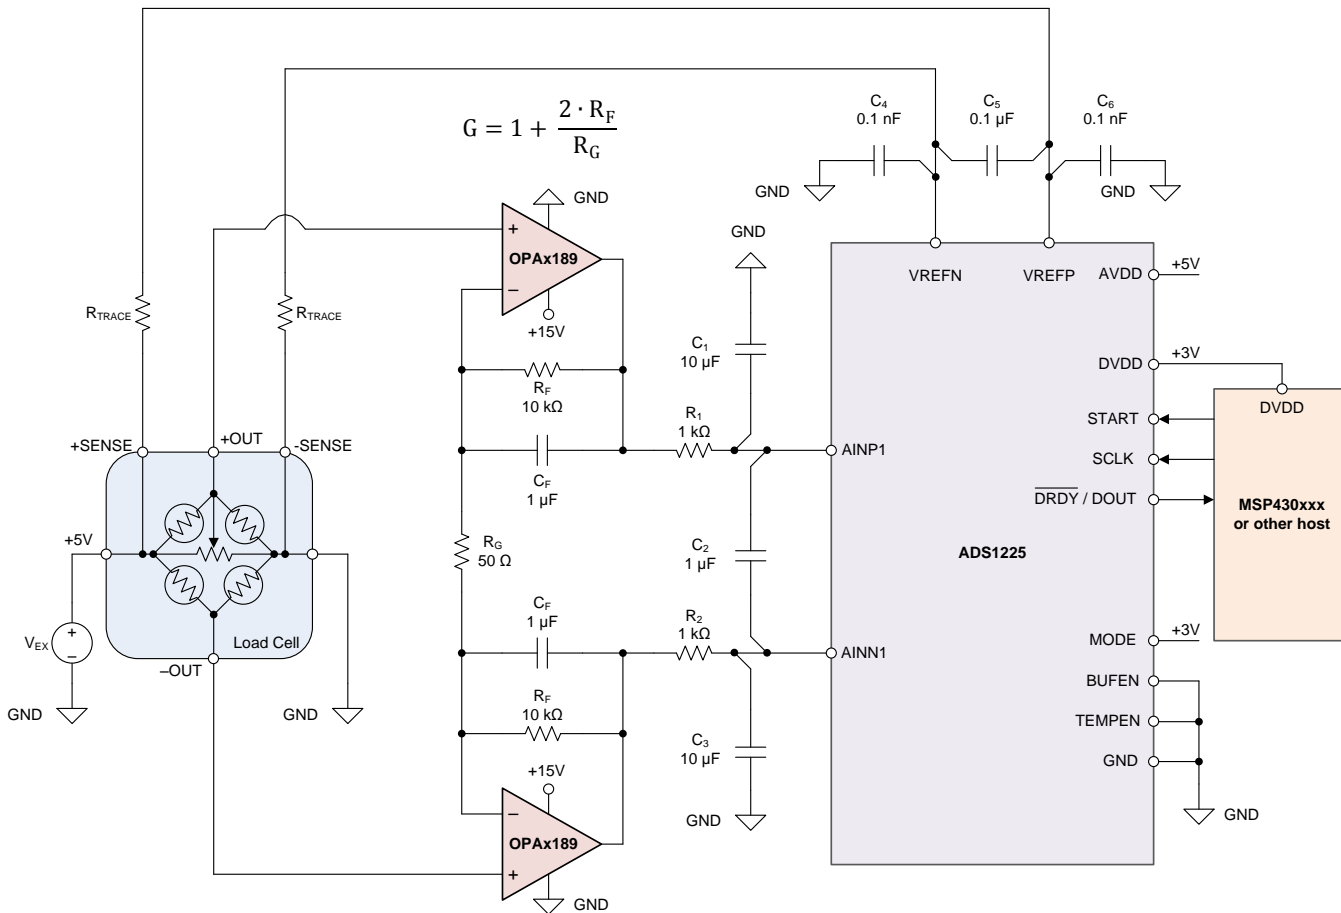 G = 1 + 2 · R_F / R_G
C4
0.1 nF
C5
0.1 µF
C6
0.1 nF
GND
GND
GND
+
OPAx189
−
+15V
GND
VREFN
VREFP
AVDD
+5V
R_TRACE
R_TRACE
C1
10 µF
DVDD
+3V
R_F
10 kΩ
DVDD
START
+SENSE
+OUT
-SENSE
R1
1 kΩ
AINP1
SCLK
C_F
1 µF
DRDY / DOUT
MSP430xxx
or other host
+5V
R_G
50 Ω
C2
1 µF
ADS1225
C_F
1 µF
R2
1 kΩ
V_EX
+
−
Load Cell
–OUT
AINN1
MODE
+3V
BUFEN
R_F
10 kΩ
GND
GND
TEMPEN
C3
10 µF
GND
+15V
GND
GND
−
OPAx189
+
GND